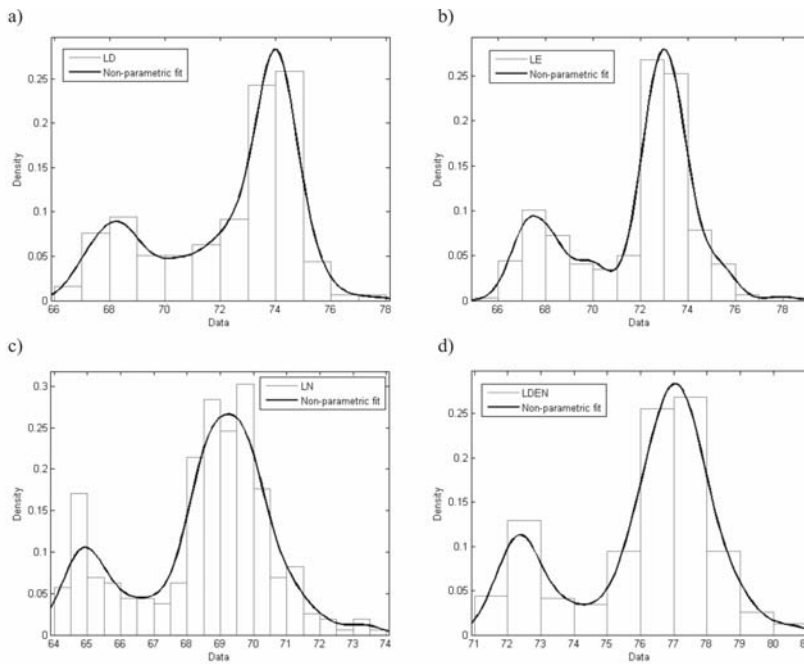 a)
LD
Non-parametric fit
0.25
0.2
0.15
0.1
0.05
0
Density
66 68 70 72 74 76 78
Data
b)
LE
Non-parametric fit
0.25
0.2
0.15
0.1
0.05
0
Density
66 68 70 72 74 76 78
Data
c)
LN
Non-parametric fit
0.3
0.25
0.2
0.15
0.1
0.05
0
Density
64 65 66 67 68 69 70 71 72 73 74
Data
d)
LDEN
Non-parametric fit
0.25
0.2
0.15
0.1
0.05
0
Density
71 72 73 74 75 76 77 78 79 80
Data